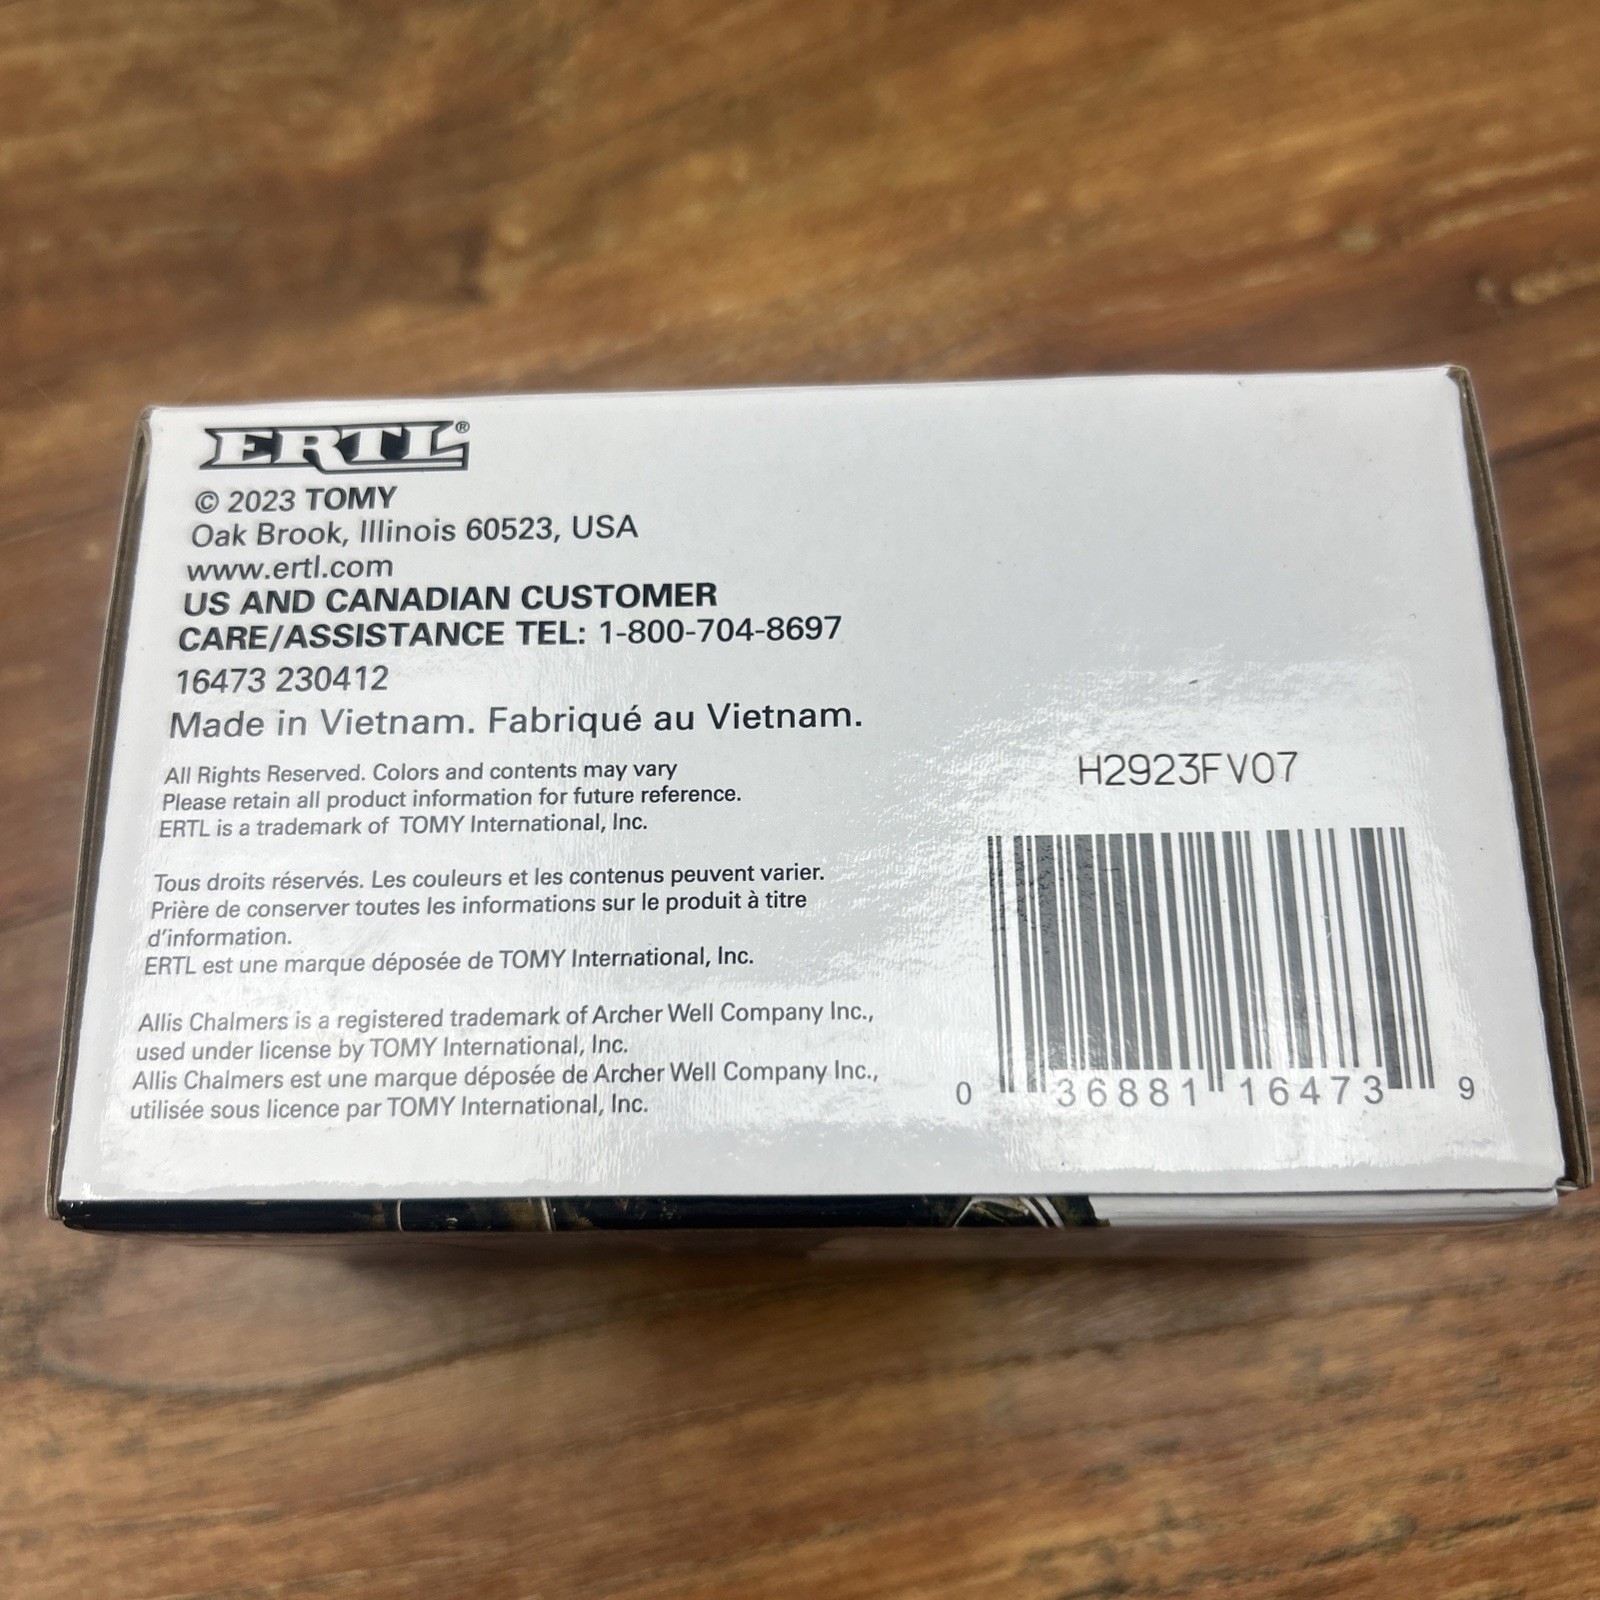 ERTL®
© 2023 TOMY
Oak Brook, Illinois 60523, USA
www.ertl.com
US AND CANADIAN CUSTOMER
CARE/ASSISTANCE TEL: 1-800-704-8697
16473 230412
Made in Vietnam. Fabriqué au Vietnam.
All Rights Reserved. Colors and contents may vary
Please retain all product information for future reference.
ERTL is a trademark of TOMY International, Inc.
Tous droits réservés. Les couleurs et les contenus peuvent varier.
Prière de conserver toutes les informations sur le produit à titre
d'information.
ERTL est une marque déposée de TOMY International, Inc.
Allis Chalmers is a registered trademark of Archer Well Company Inc.,
used under license by TOMY International, Inc.
Allis Chalmers est une marque déposée de Archer Well Company Inc.,
utilisée sous licence par TOMY International, Inc.
H2923FV07
0 36881 16473 9